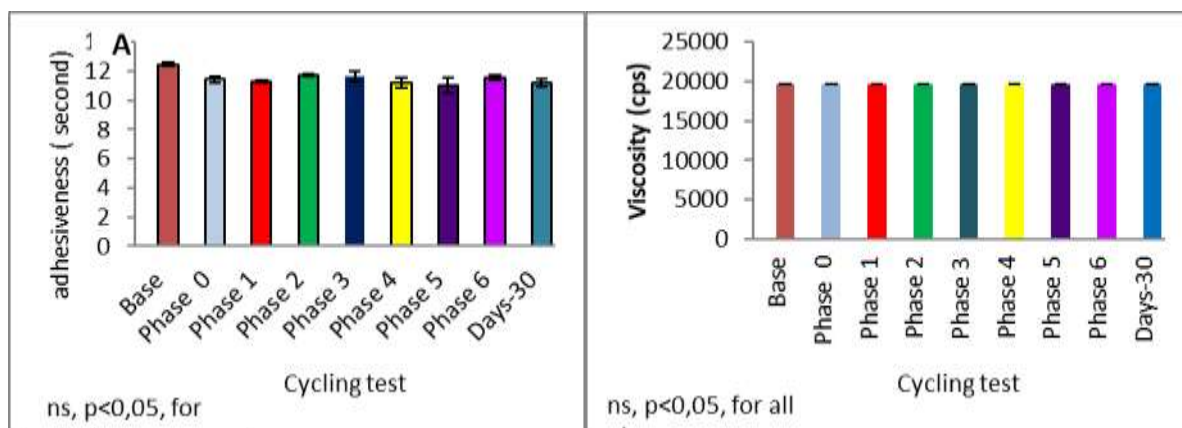 A
adhesiveness ( second)
1
12
10
8
6
4
2
0
Base
Phase 0
Phase 1
Phase 2
Phase 3
Phase 4
Phase 5
Phase 6
Days-30
Cycling test
ns, p<0,05, for
Viscosity (cps)
25000
20000
15000
10000
5000
0
Base
Phase 0
Phase 1
Phase 2
Phase 3
Phase 4
Phase 5
Phase 6
Days-30
Cycling test
ns, p<0,05, for all